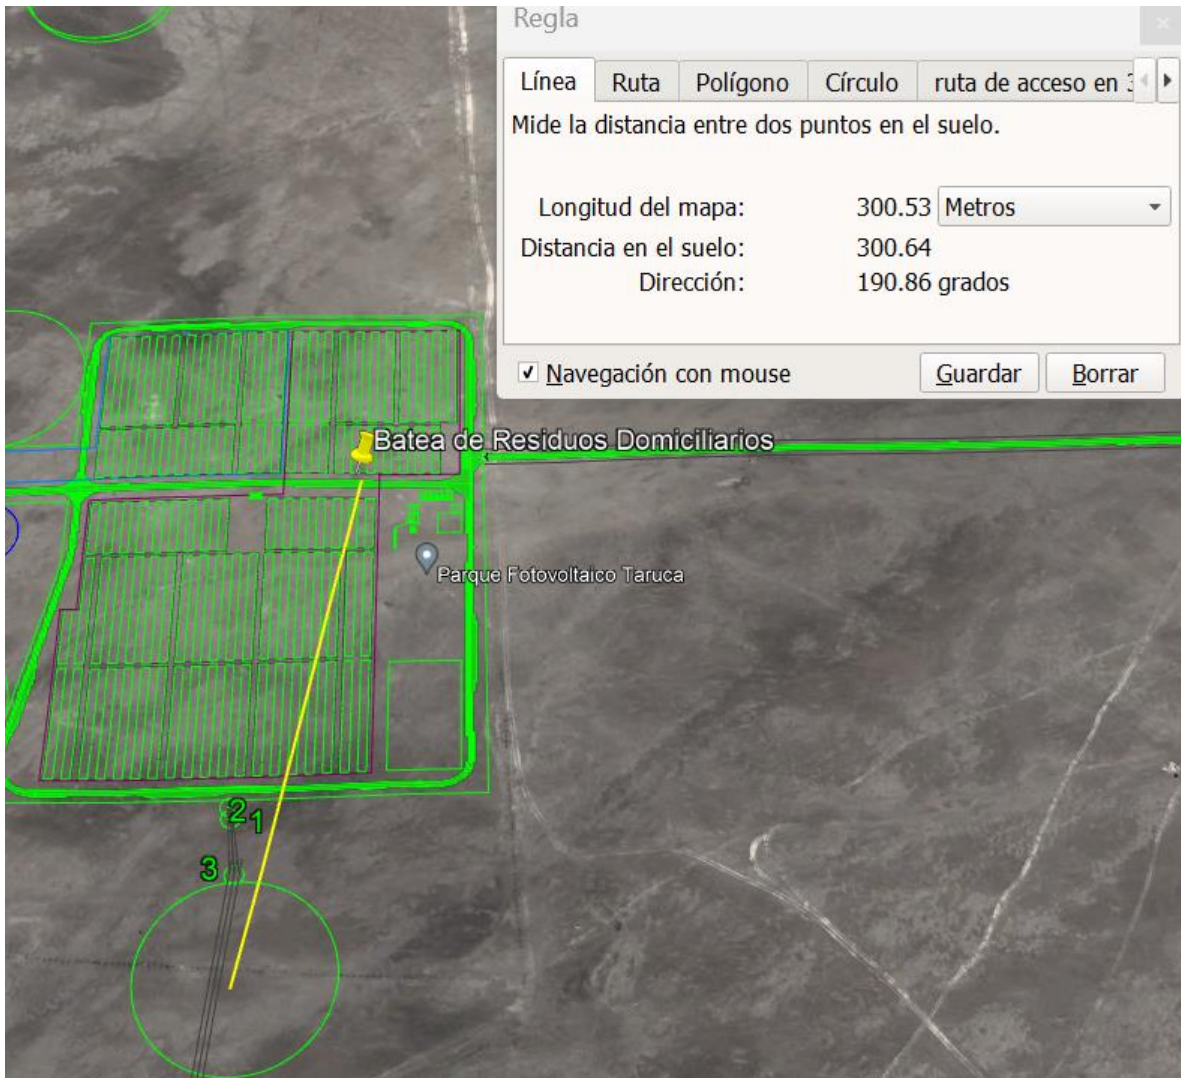 Regla
Línea Ruta Polígono Círculo ruta de acceso en
Mide la distancia entre dos puntos en el suelo.
Longitud del mapa: 300.53 Metros
Distancia en el suelo: 300.64
Dirección: 190.86 grados
Navegación con mouse Guardar Borrar
Batea de Residuos Domiciliarios
Parque Fotovoltaico Taruca
2
1
3